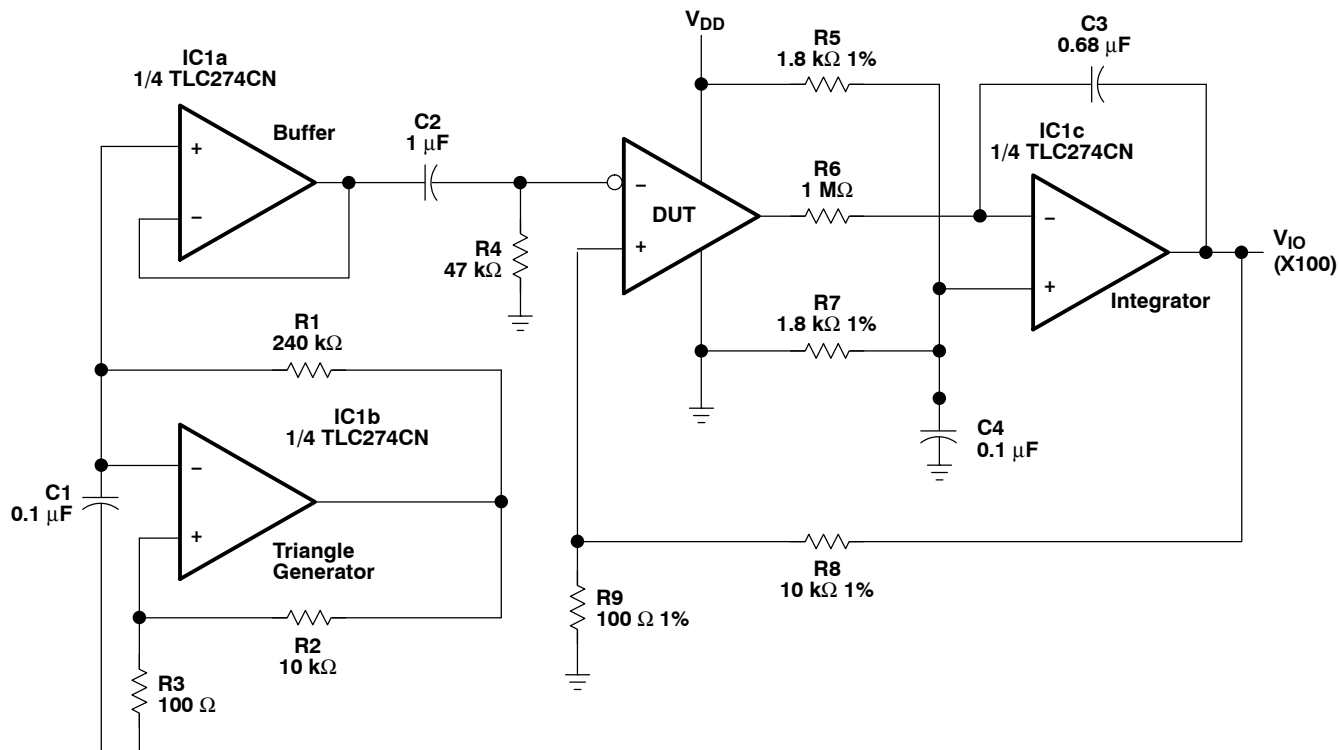 V_DD
R5
1.8 kΩ 1%
C3
0.68 μF
IC1a
1/4 TLC274CN
Buffer
C2
1 μF
IC1c
1/4 TLC274CN
+
−
−
DUT
+
R6
1 MΩ
−
+
V_IO
(X100)
Integrator
R4
47 kΩ
R7
1.8 kΩ 1%
R1
240 kΩ
IC1b
1/4 TLC274CN
C4
0.1 μF
C1
0.1 μF
−
+
Triangle
Generator
R8
10 kΩ 1%
R9
100 Ω 1%
R2
10 kΩ
R3
100 Ω